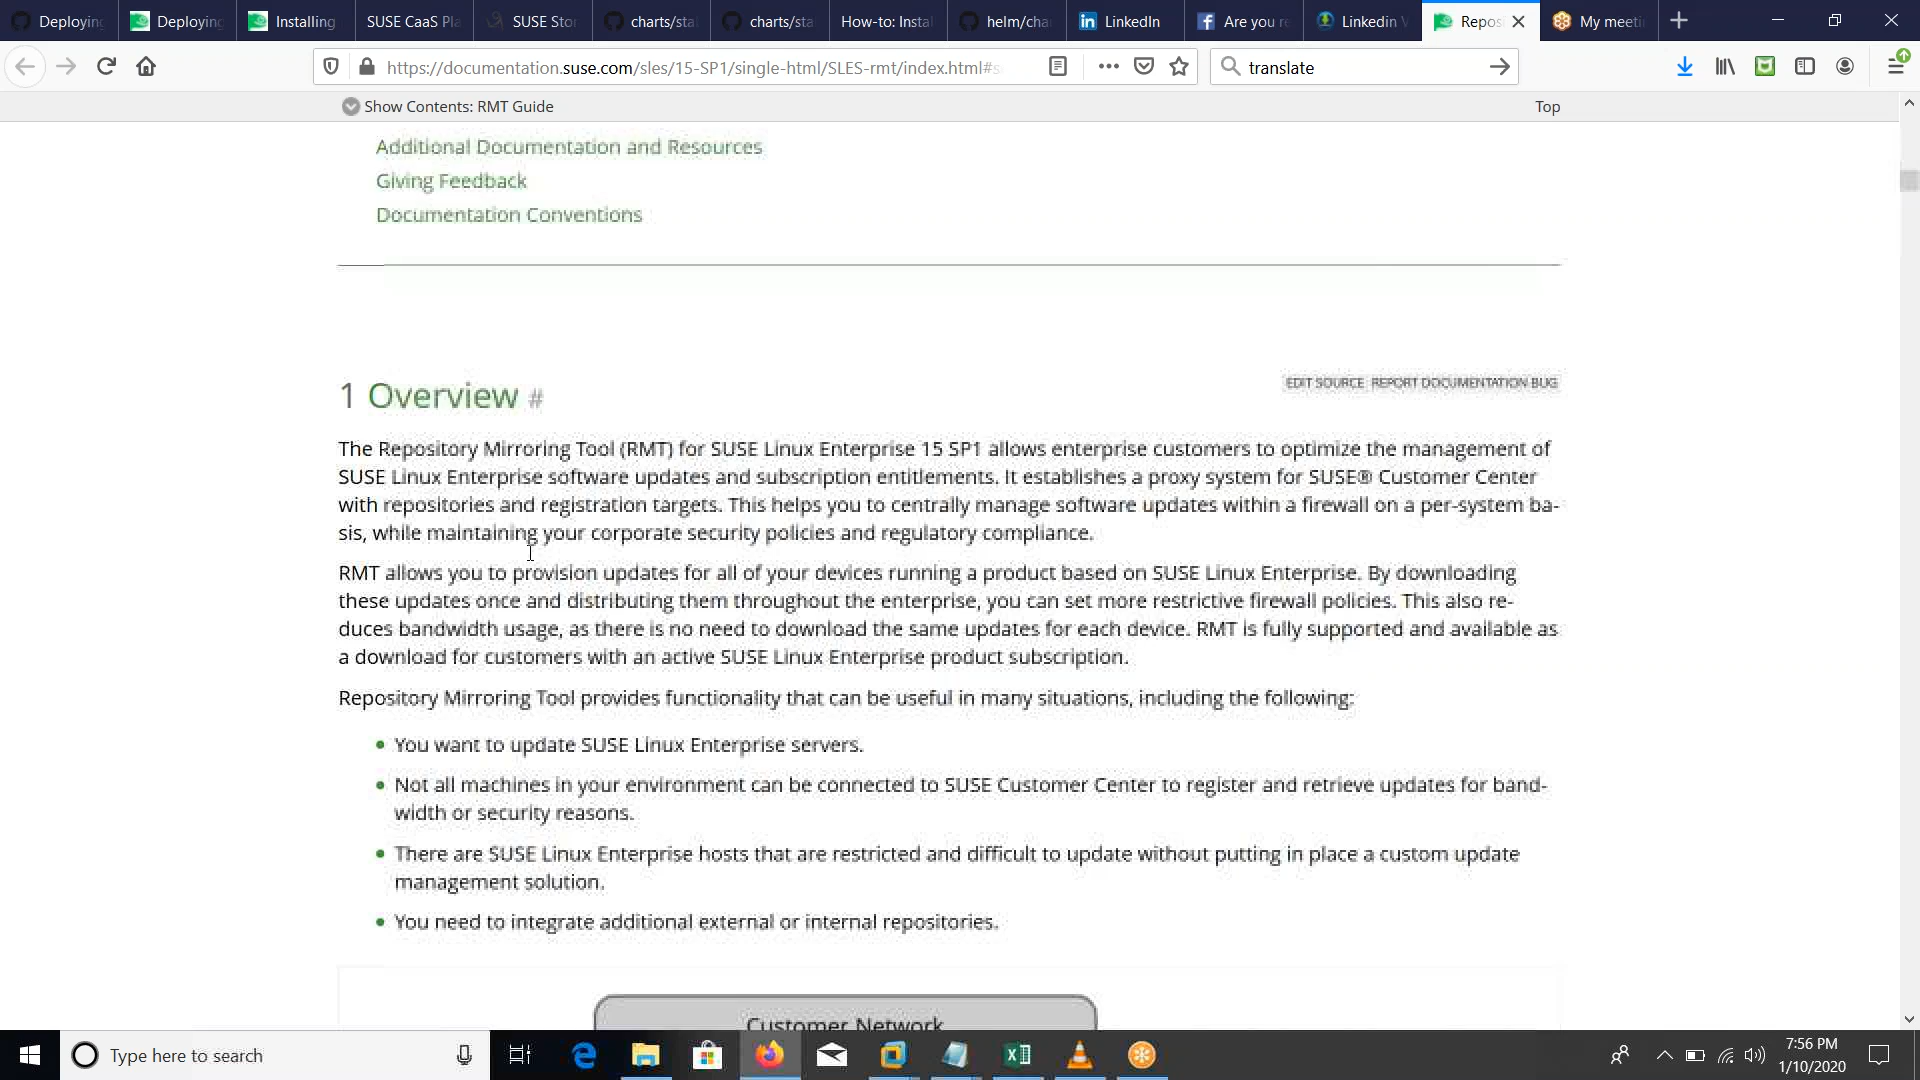 Deploying
Deploying
Installing
SUSE CaaS Pla
SUSE Sto
charts/sta
charts/sta
How-to: Insta
helm/cha
LinkedIn
Are you re
Linkedin V
Repos
My meeti
https://documentation.suse.com/sles/15-SP1/single-html/SLES-rmt/index.html#s
translate
Show Contents: RMT Guide
Top
Additional Documentation and Resources
Giving Feedback
Documentation Conventions
1 Overview #
EDIT SOURCE REPORT DOCUMENTATION BUG
The Repository Mirroring Tool (RMT) for SUSE Linux Enterprise 15 SP1 allows enterprise customers to optimize the management of
SUSE Linux Enterprise software updates and subscription entitlements. It establishes a proxy system for SUSE® Customer Center
with repositories and registration targets. This helps you to centrally manage software updates within a firewall on a per-system ba-
sis, while maintaining your corporate security policies and regulatory compliance.
RMT allows you to provision updates for all of your devices running a product based on SUSE Linux Enterprise. By downloading
these updates once and distributing them throughout the enterprise, you can set more restrictive firewall policies. This also re-
duces bandwidth usage, as there is no need to download the same updates for each device. RMT is fully supported and available as
a download for customers with an active SUSE Linux Enterprise product subscription.
Repository Mirroring Tool provides functionality that can be useful in many situations, including the following:
You want to update SUSE Linux Enterprise servers.
Not all machines in your environment can be connected to SUSE Customer Center to register and retrieve updates for band-
width or security reasons.
There are SUSE Linux Enterprise hosts that are restricted and difficult to update without putting in place a custom update
management solution.
You need to integrate additional external or internal repositories.
Customer Network
Type here to search
7:56 PM
1/10/2020